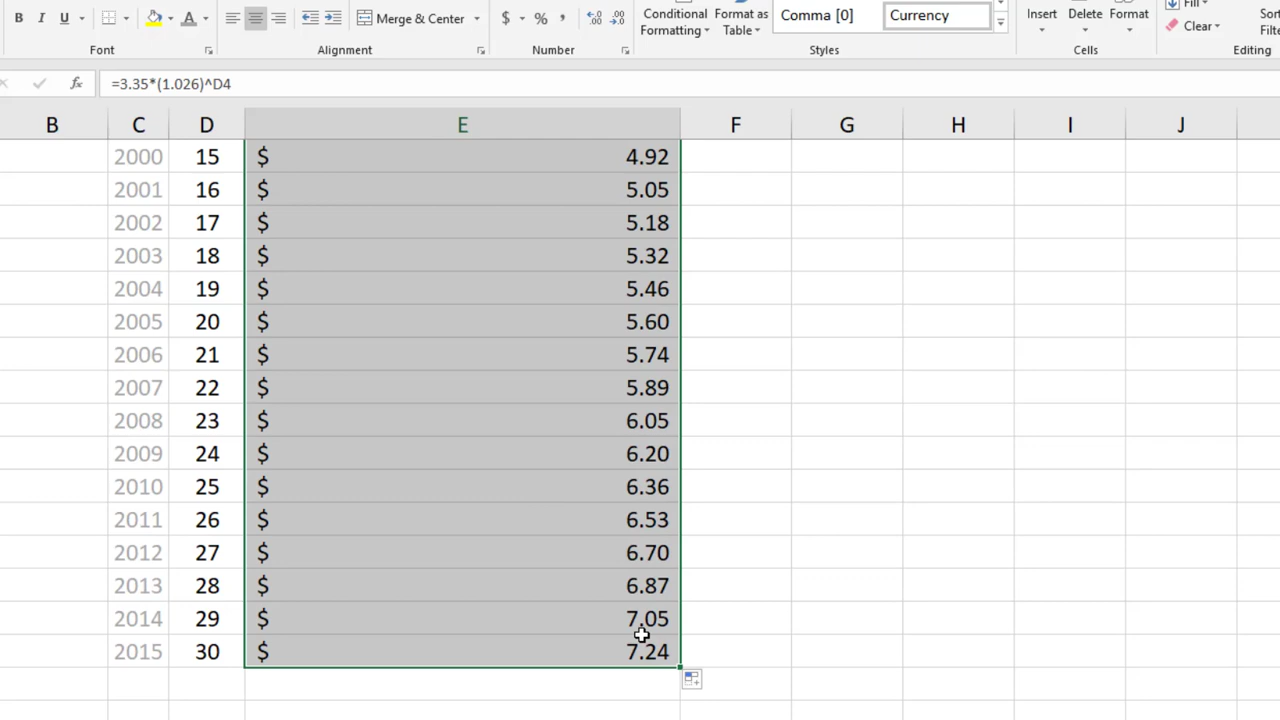 B I U A Merge & Center $ % , Conditional Format as Comma [0] Currency Insert Delete Format Fill
Formatting Table Clear
Font Alignment Number Styles Cells Editing
fx =3.35*(1.026)^D4
B C D E F G H I J
2000 15 $ 4.92
2001 16 $ 5.05
2002 17 $ 5.18
2003 18 $ 5.32
2004 19 $ 5.46
2005 20 $ 5.60
2006 21 $ 5.74
2007 22 $ 5.89
2008 23 $ 6.05
2009 24 $ 6.20
2010 25 $ 6.36
2011 26 $ 6.53
2012 27 $ 6.70
2013 28 $ 6.87
2014 29 $ 7.05
2015 30 $ 7.24